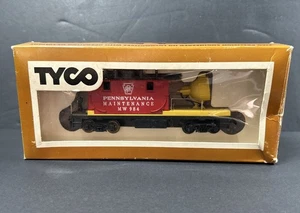 TYCO
PENNSYLVANIA
MAINTENANCE
MW 984